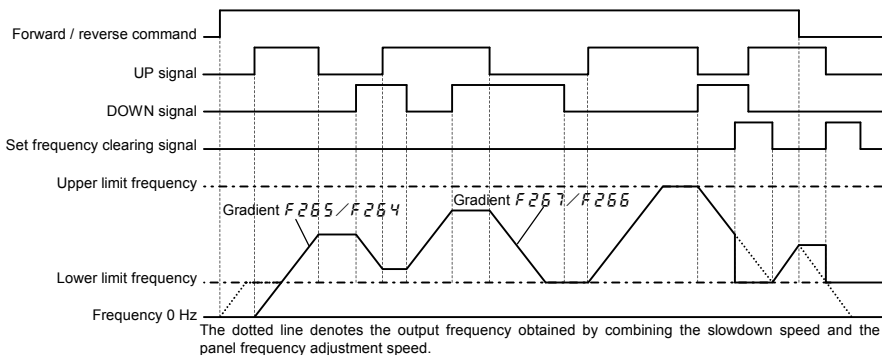 Forward / reverse command
UP signal
DOWN signal
Set frequency clearing signal
Upper limit frequency
Gradient F265/F264
Gradient F267/F266
Lower limit frequency
Frequency 0 Hz
The dotted line denotes the output frequency obtained by combining the slowdown speed and the
panel frequency adjustment speed.